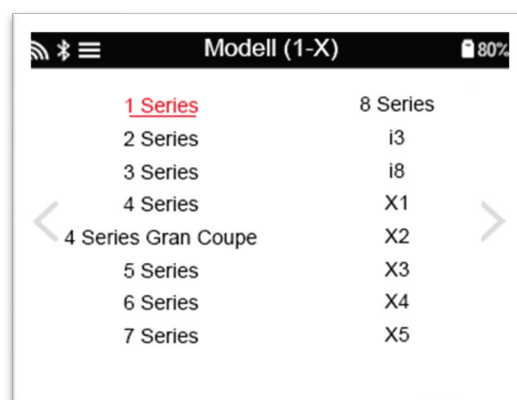 Modell (1-X)
80%
1 Series
2 Series
3 Series
4 Series
4 Series Gran Coupe
5 Series
6 Series
7 Series
8 Series
i3
i8
X1
X2
X3
X4
X5